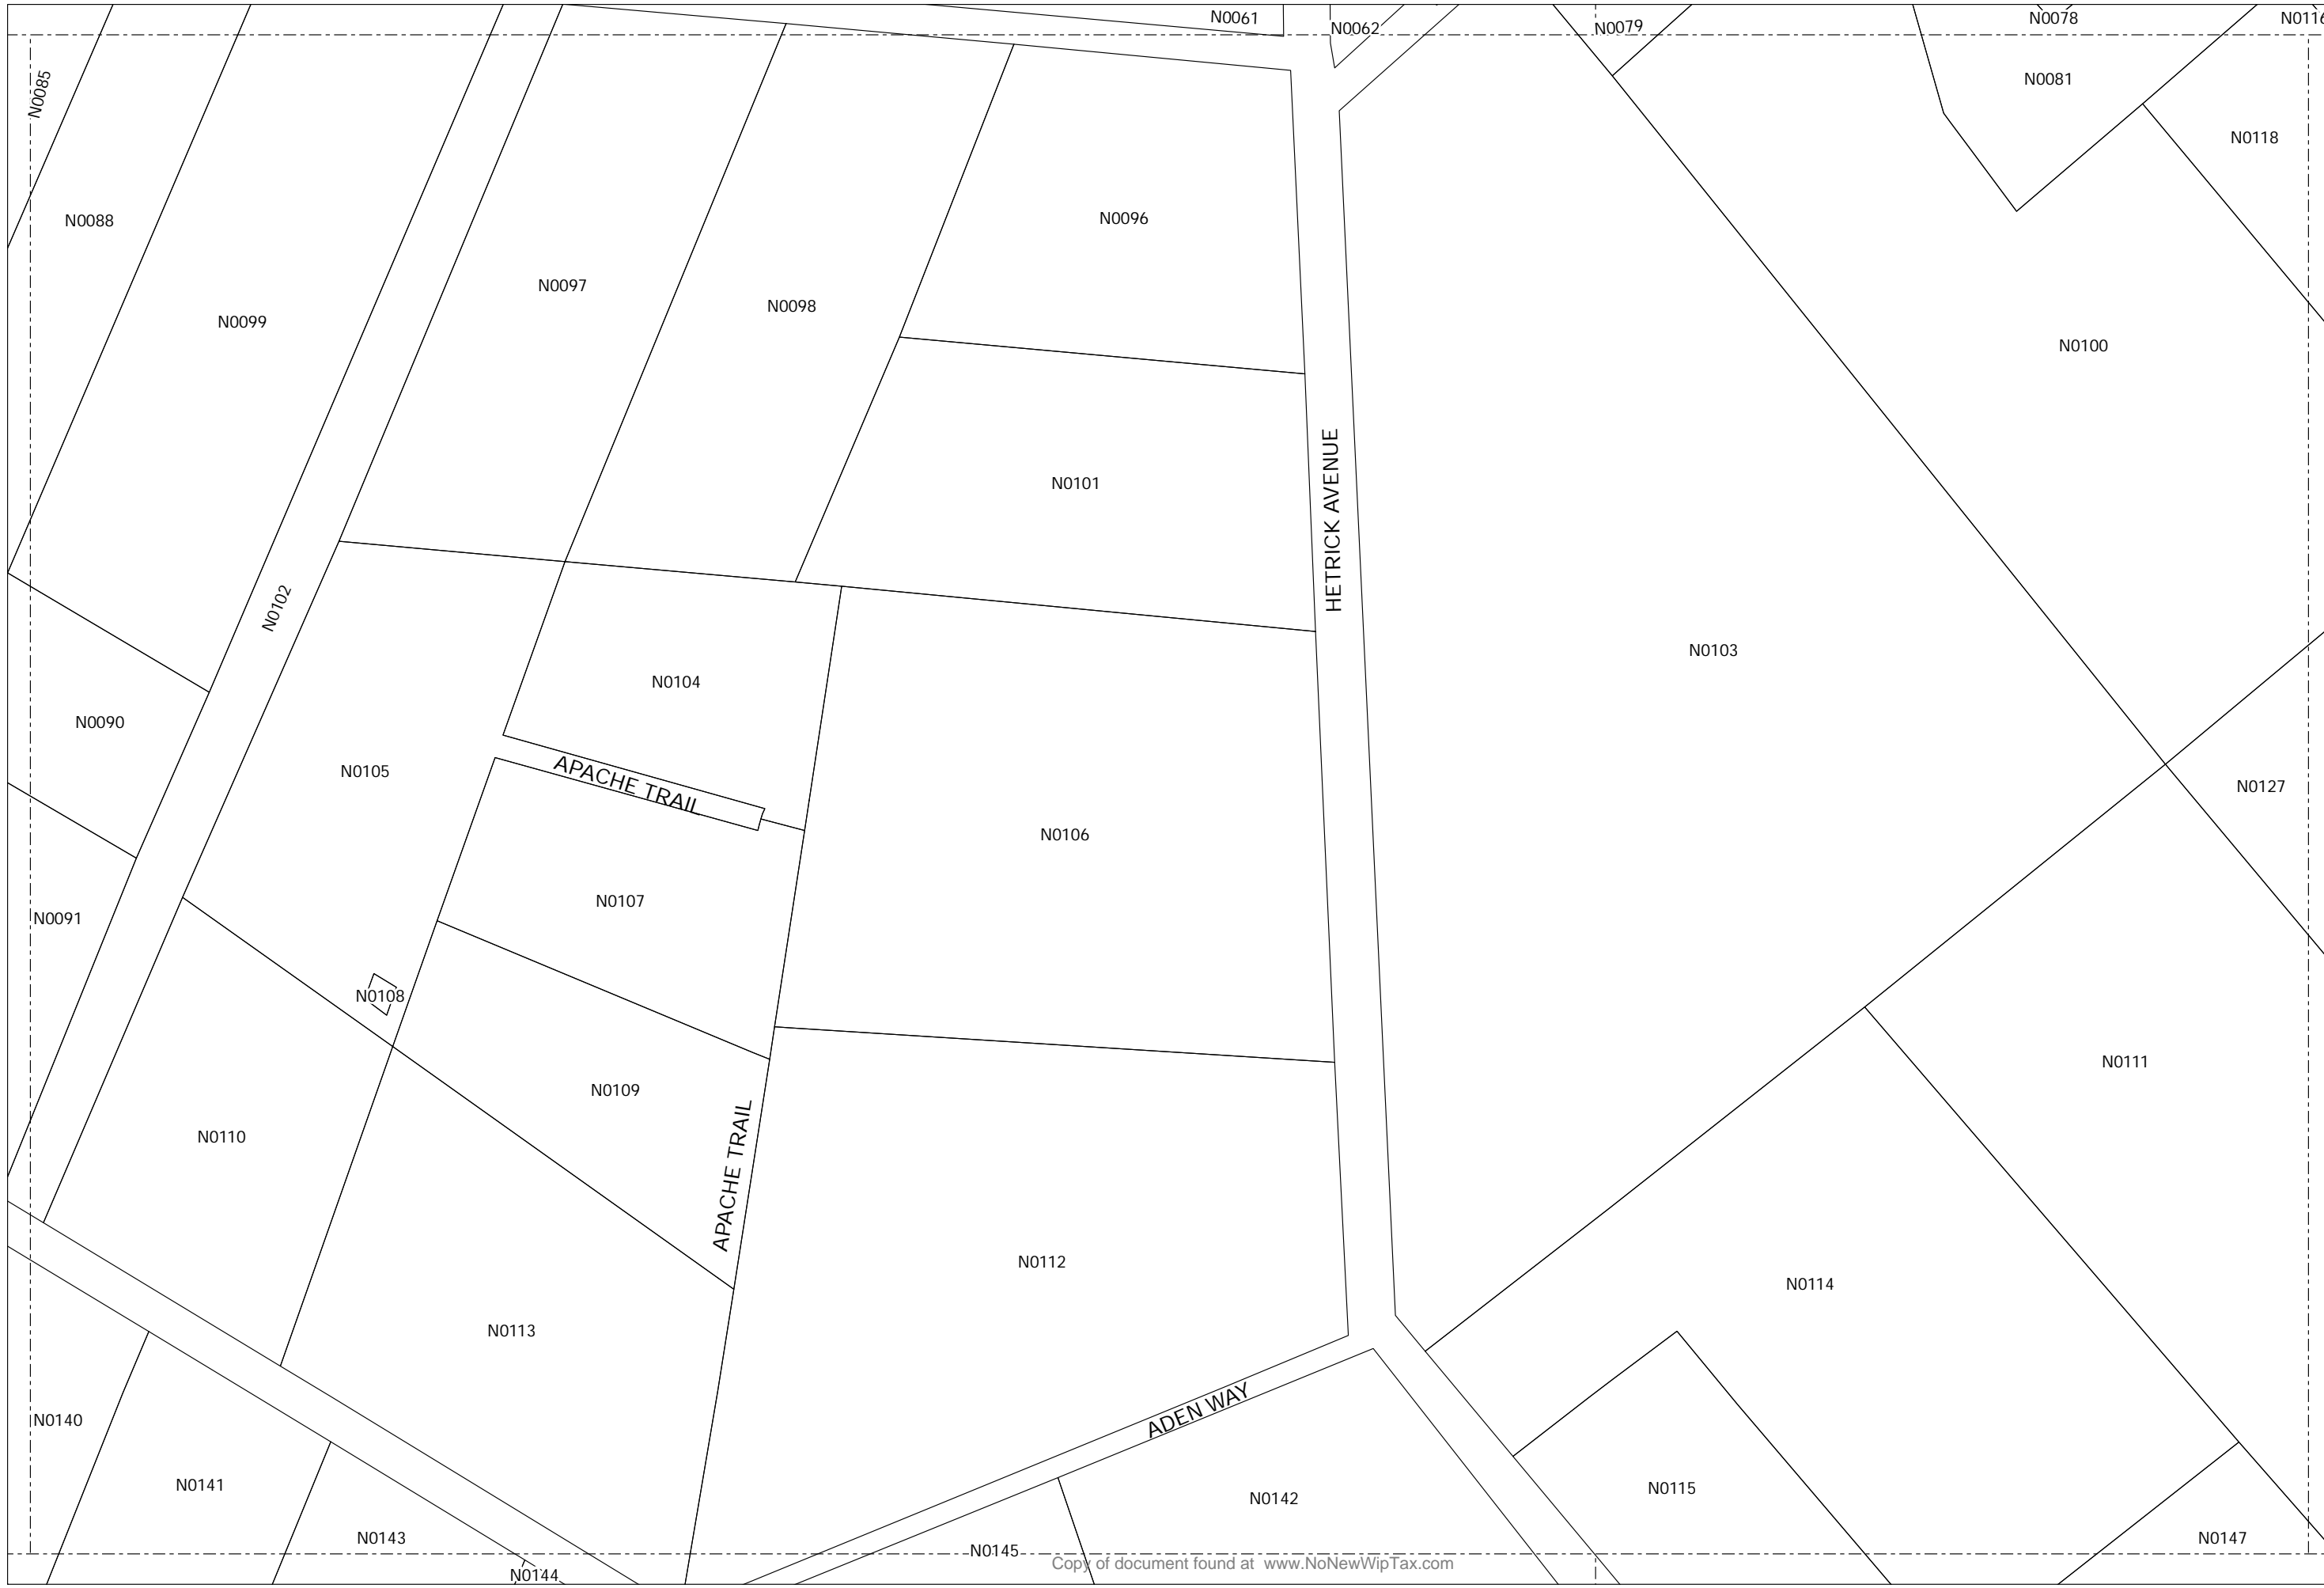 N0061
N0062
N0079
N0078
N0116
N0085
N0081
N0118
N0088
N0096
N0097
N0098
N0099
N0100
N0101
HETRICK AVENUE
N0102
N0103
N0104
N0090
N0105
APACHE TRAIL
N0127
N0106
N0107
N0091
N0108
N0111
N0109
APACHE TRAIL
N0110
N0112
N0114
N0113
ADEN WAY
N0140
N0141
N0115
N0142
N0143
N0147
N0145
Copy of document found at www.NoNewWipTax.com
N0144